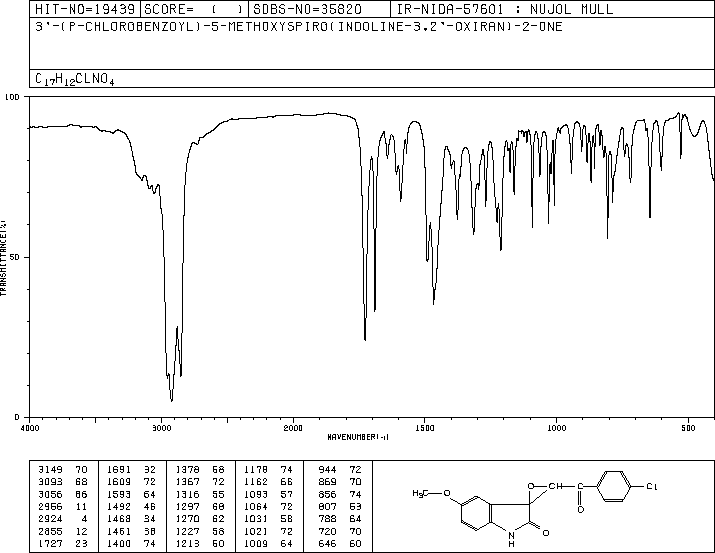 HIT-NO=19439 SCORE= ( ) SDBS-NO=35820 IR-NIDA-57601 : NUJOL MULL
3'-(P-CHLOROBENZOYL)-5-METHOXYSPIRO(INDOLINE-3,2'-OXIRAN)-2-ONE
C17H12CLNO4
100
50
0
TRANSMITTANCE(%)
4000 3000 2000 1500 1000 500
WAVENUMBER(-1)
3149 70 1691 32 1378 58 1178 74 944 72
3093 68 1609 72 1367 72 1162 66 869 70
3056 66 1593 64 1316 55 1093 57 856 74
2956 11 1492 46 1297 68 1064 72 807 53
2924 4 1468 34 1270 62 1031 58 788 64
2855 12 1461 38 1227 58 1021 72 720 70
1727 23 1400 74 1213 50 1009 64 646 60
O CH C Cl
H3C O
O
O
N
H